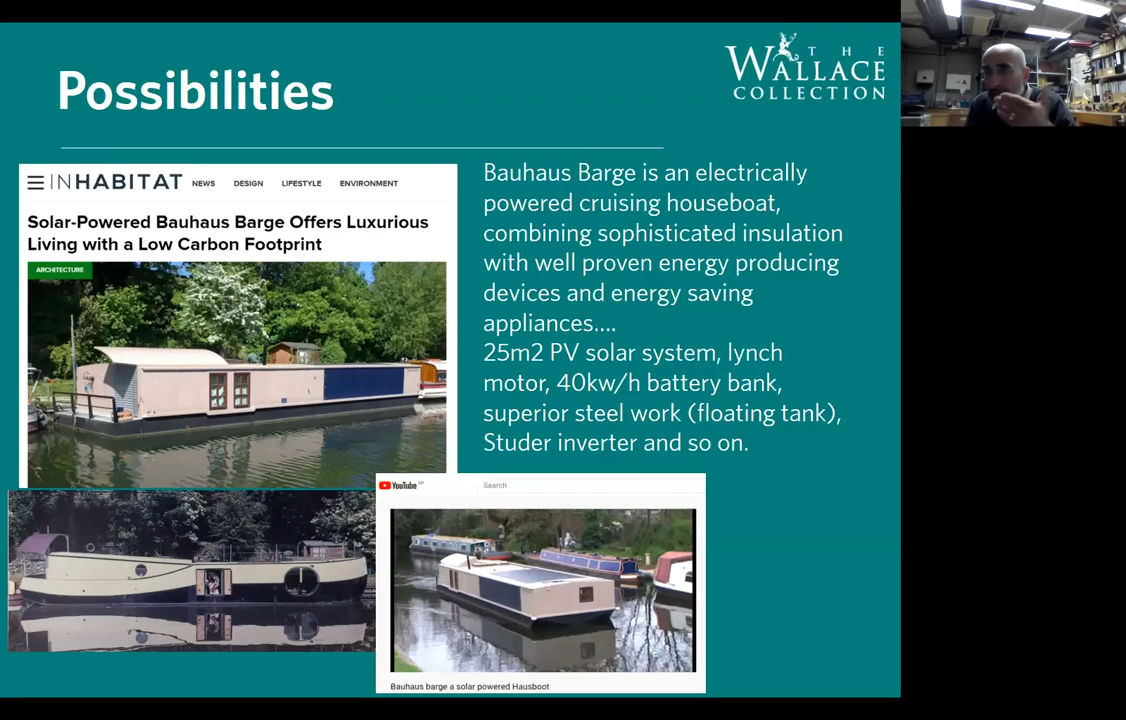 Possibilities
THE
WALLACE
COLLECTION
INHABITAT NEWS DESIGN LIFESTYLE ENVIRONMENT
Solar-Powered Bauhaus Barge Offers Luxurious
Living with a Low Carbon Footprint
ARCHITECTURE
Bauhaus Barge is an electrically
powered cruising houseboat,
combining sophisticated insulation
with well proven energy producing
devices and energy saving
appliances....
25m2 PV solar system, lynch
motor, 40kw/h battery bank,
superior steel work (floating tank),
Studer inverter and so on.
YouTube Search
Bauhaus barge a solar powered Hausboot